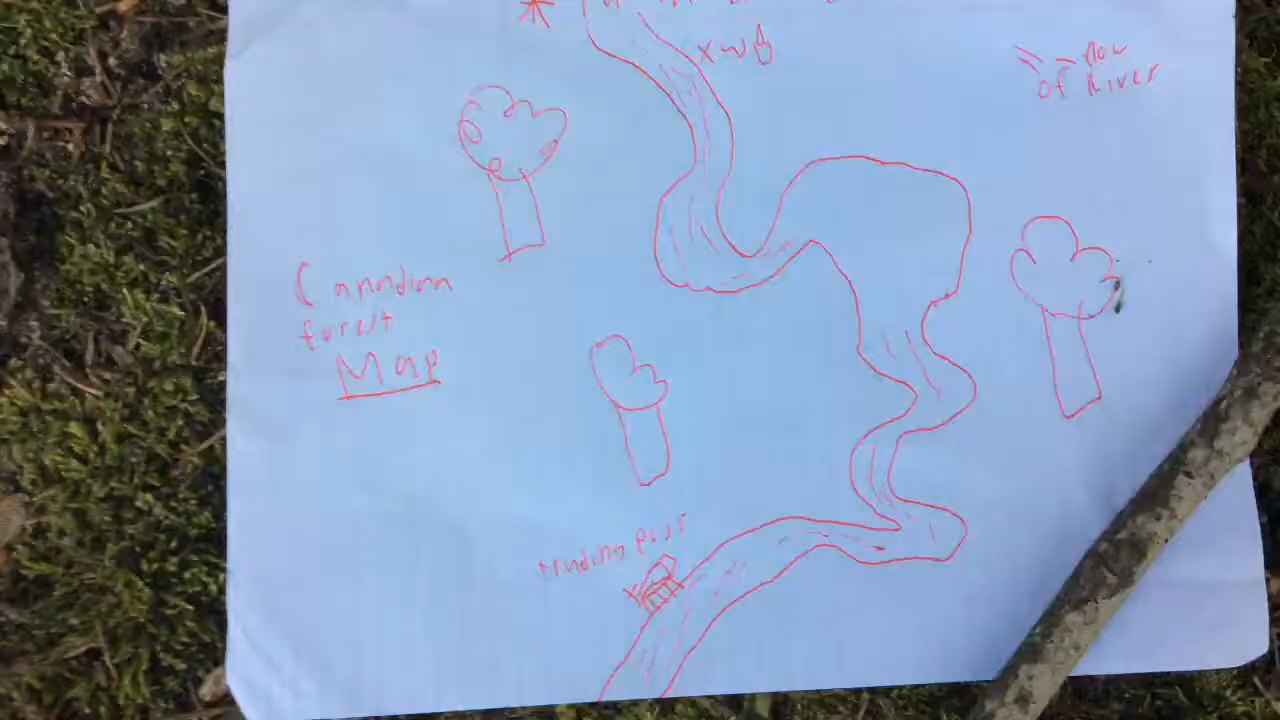 Canadian
forest
Map
flow
of River
trading post